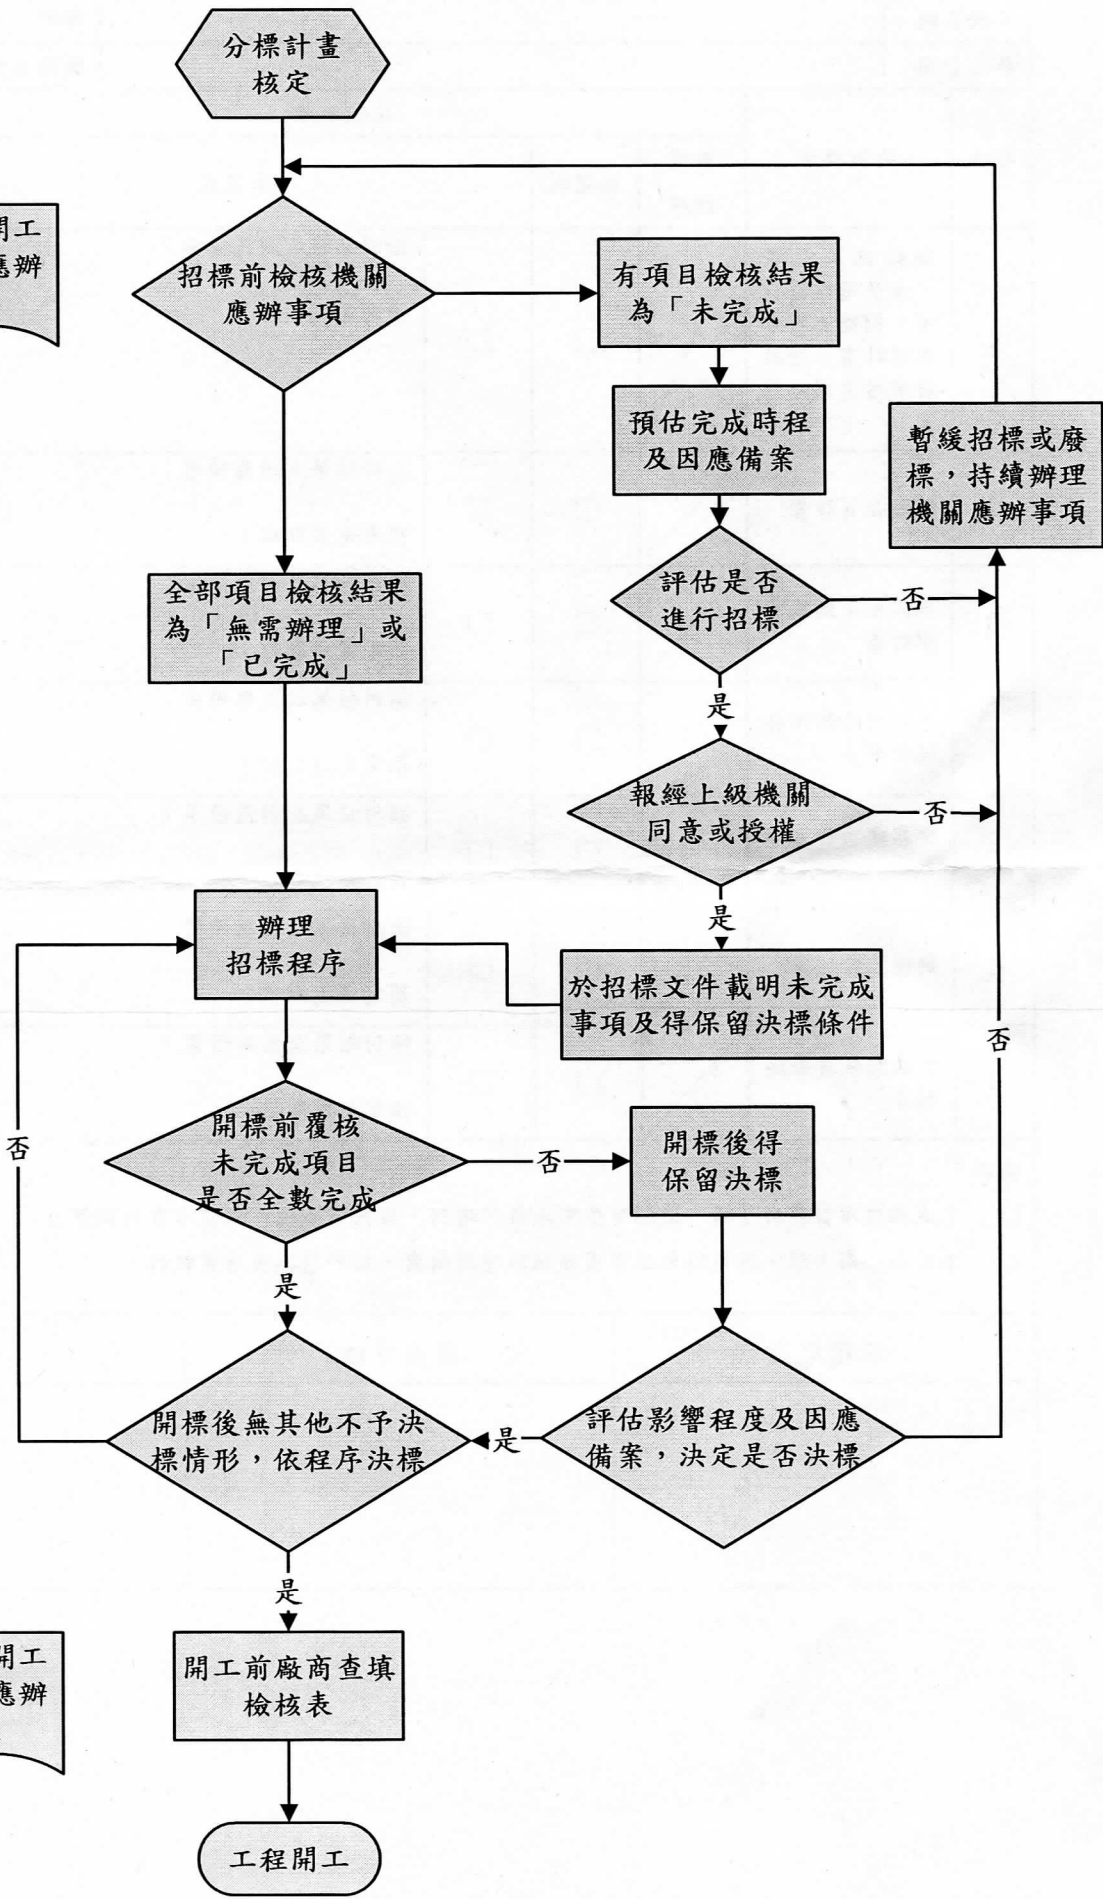 分標計畫
核定
開工
應辦
招標前檢核機關
應辦事項
有項目檢核結果
為「未完成」
預估完成時程
及因應備案
暫緩招標或廢
標，持續辦理
機關應辦事項
全部項目檢核結果
為「無需辦理」或
「已完成」
評估是否
進行招標
否
是
報經上級機關
同意或授權
否
是
辦理
招標程序
於招標文件載明未完成
事項及得保留決標條件
否
開標前覆核
未完成項目
是否全數完成
否
開標後得
保留決標
否
是
開標後無其他不予決
標情形，依程序決標
是
評估影響程度及因應
備案，決定是否決標
是
開工
應辦
開工前廠商查填
檢核表
工程開工